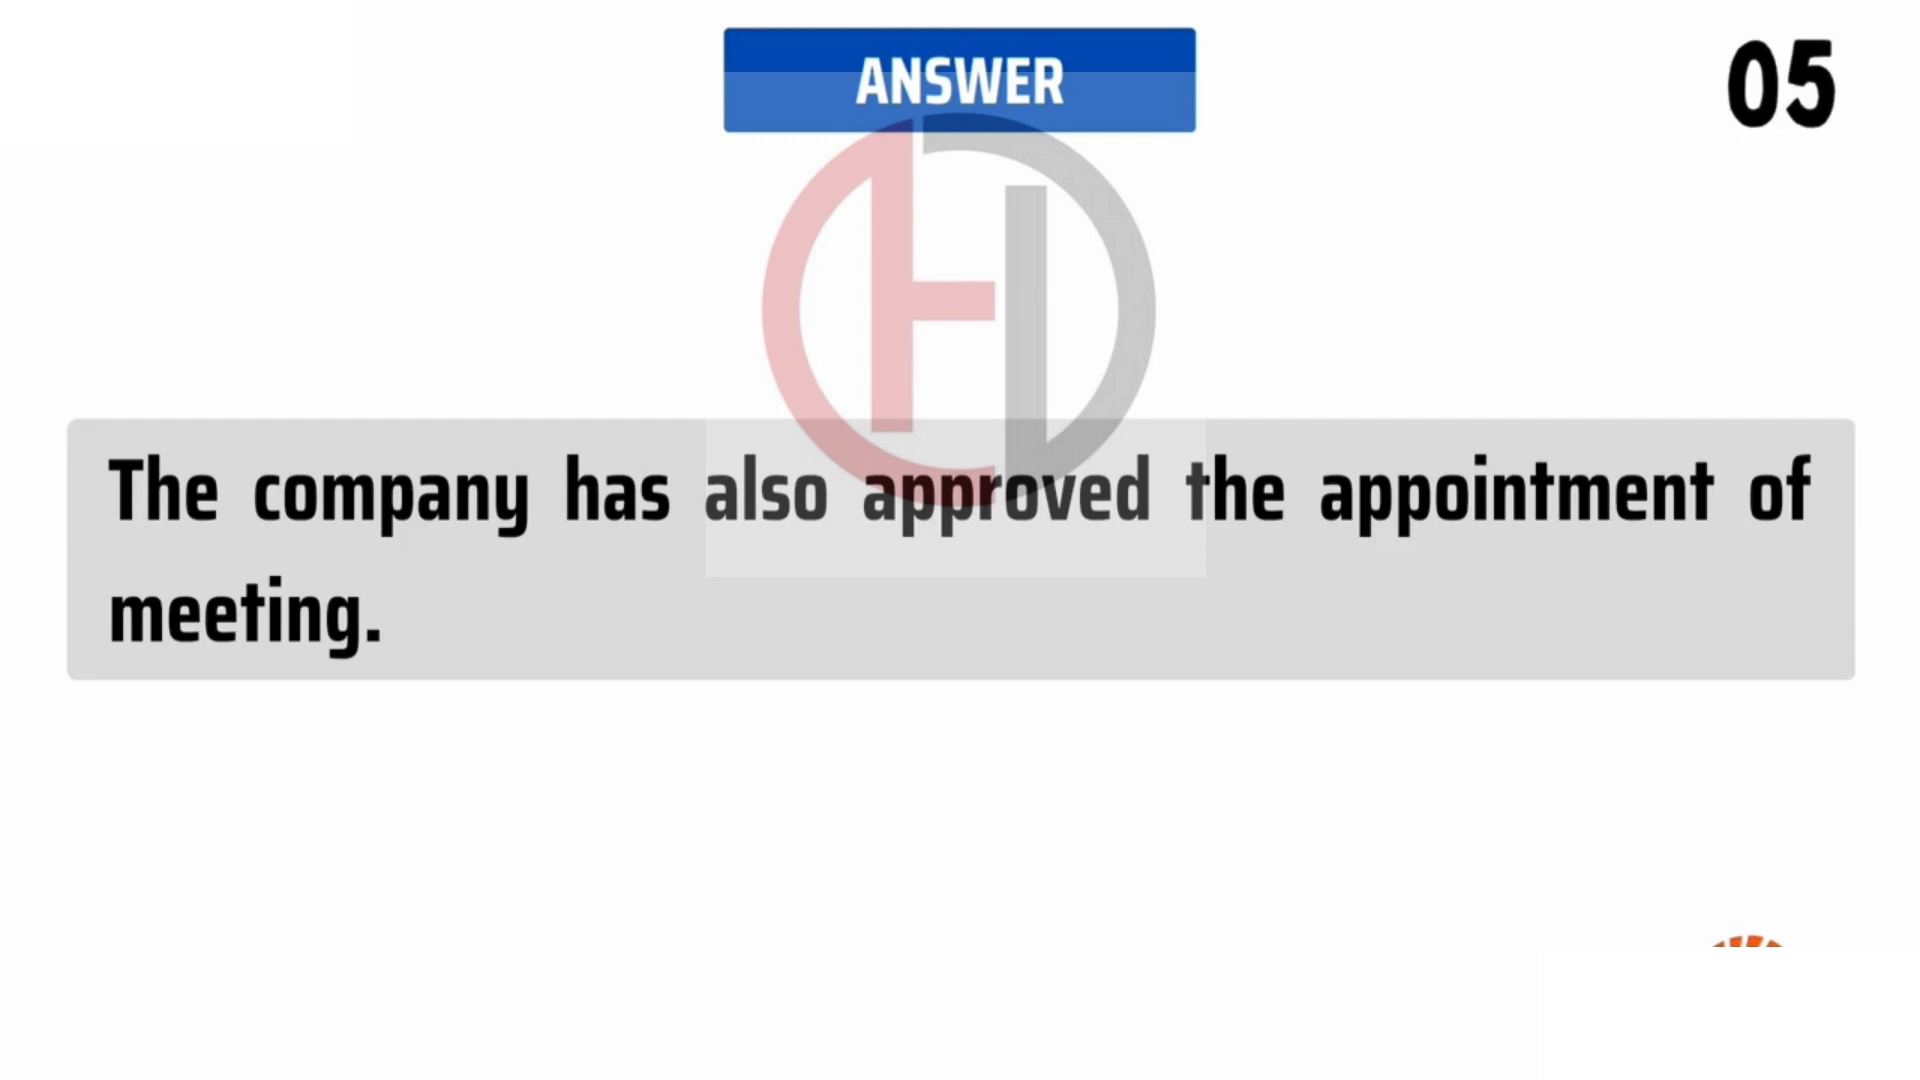 ANSWER
05
The company has also approved the appointment of
meeting.